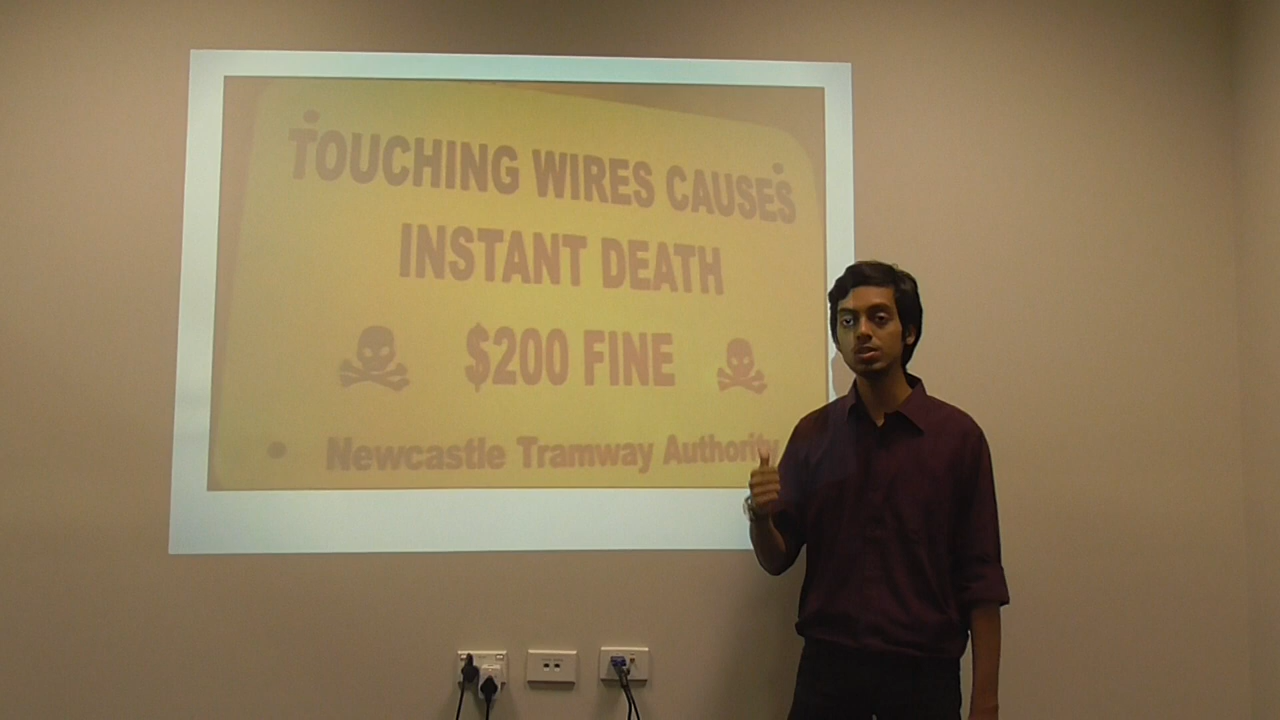 TOUCHING WIRES CAUSES
INSTANT DEATH
$200 FINE
Newcastle Tramway Authority